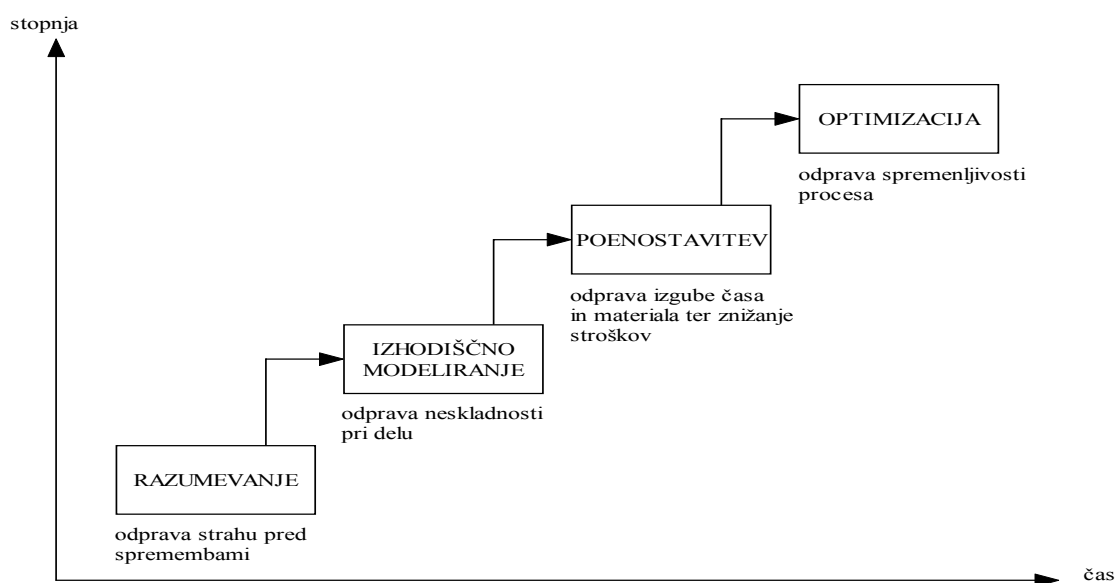 stopnja
OPTIMIZACIJA
odprava spremenljivosti
procesa
POENOSTAVITEV
odprava izgube časa
in materiala ter znižanje
stroškov
IZHODIŠČNO
MODELIRANJE
odprava neskladnosti
pri delu
RAZUMEVANJE
odprava strahu pred
spremembami
čas